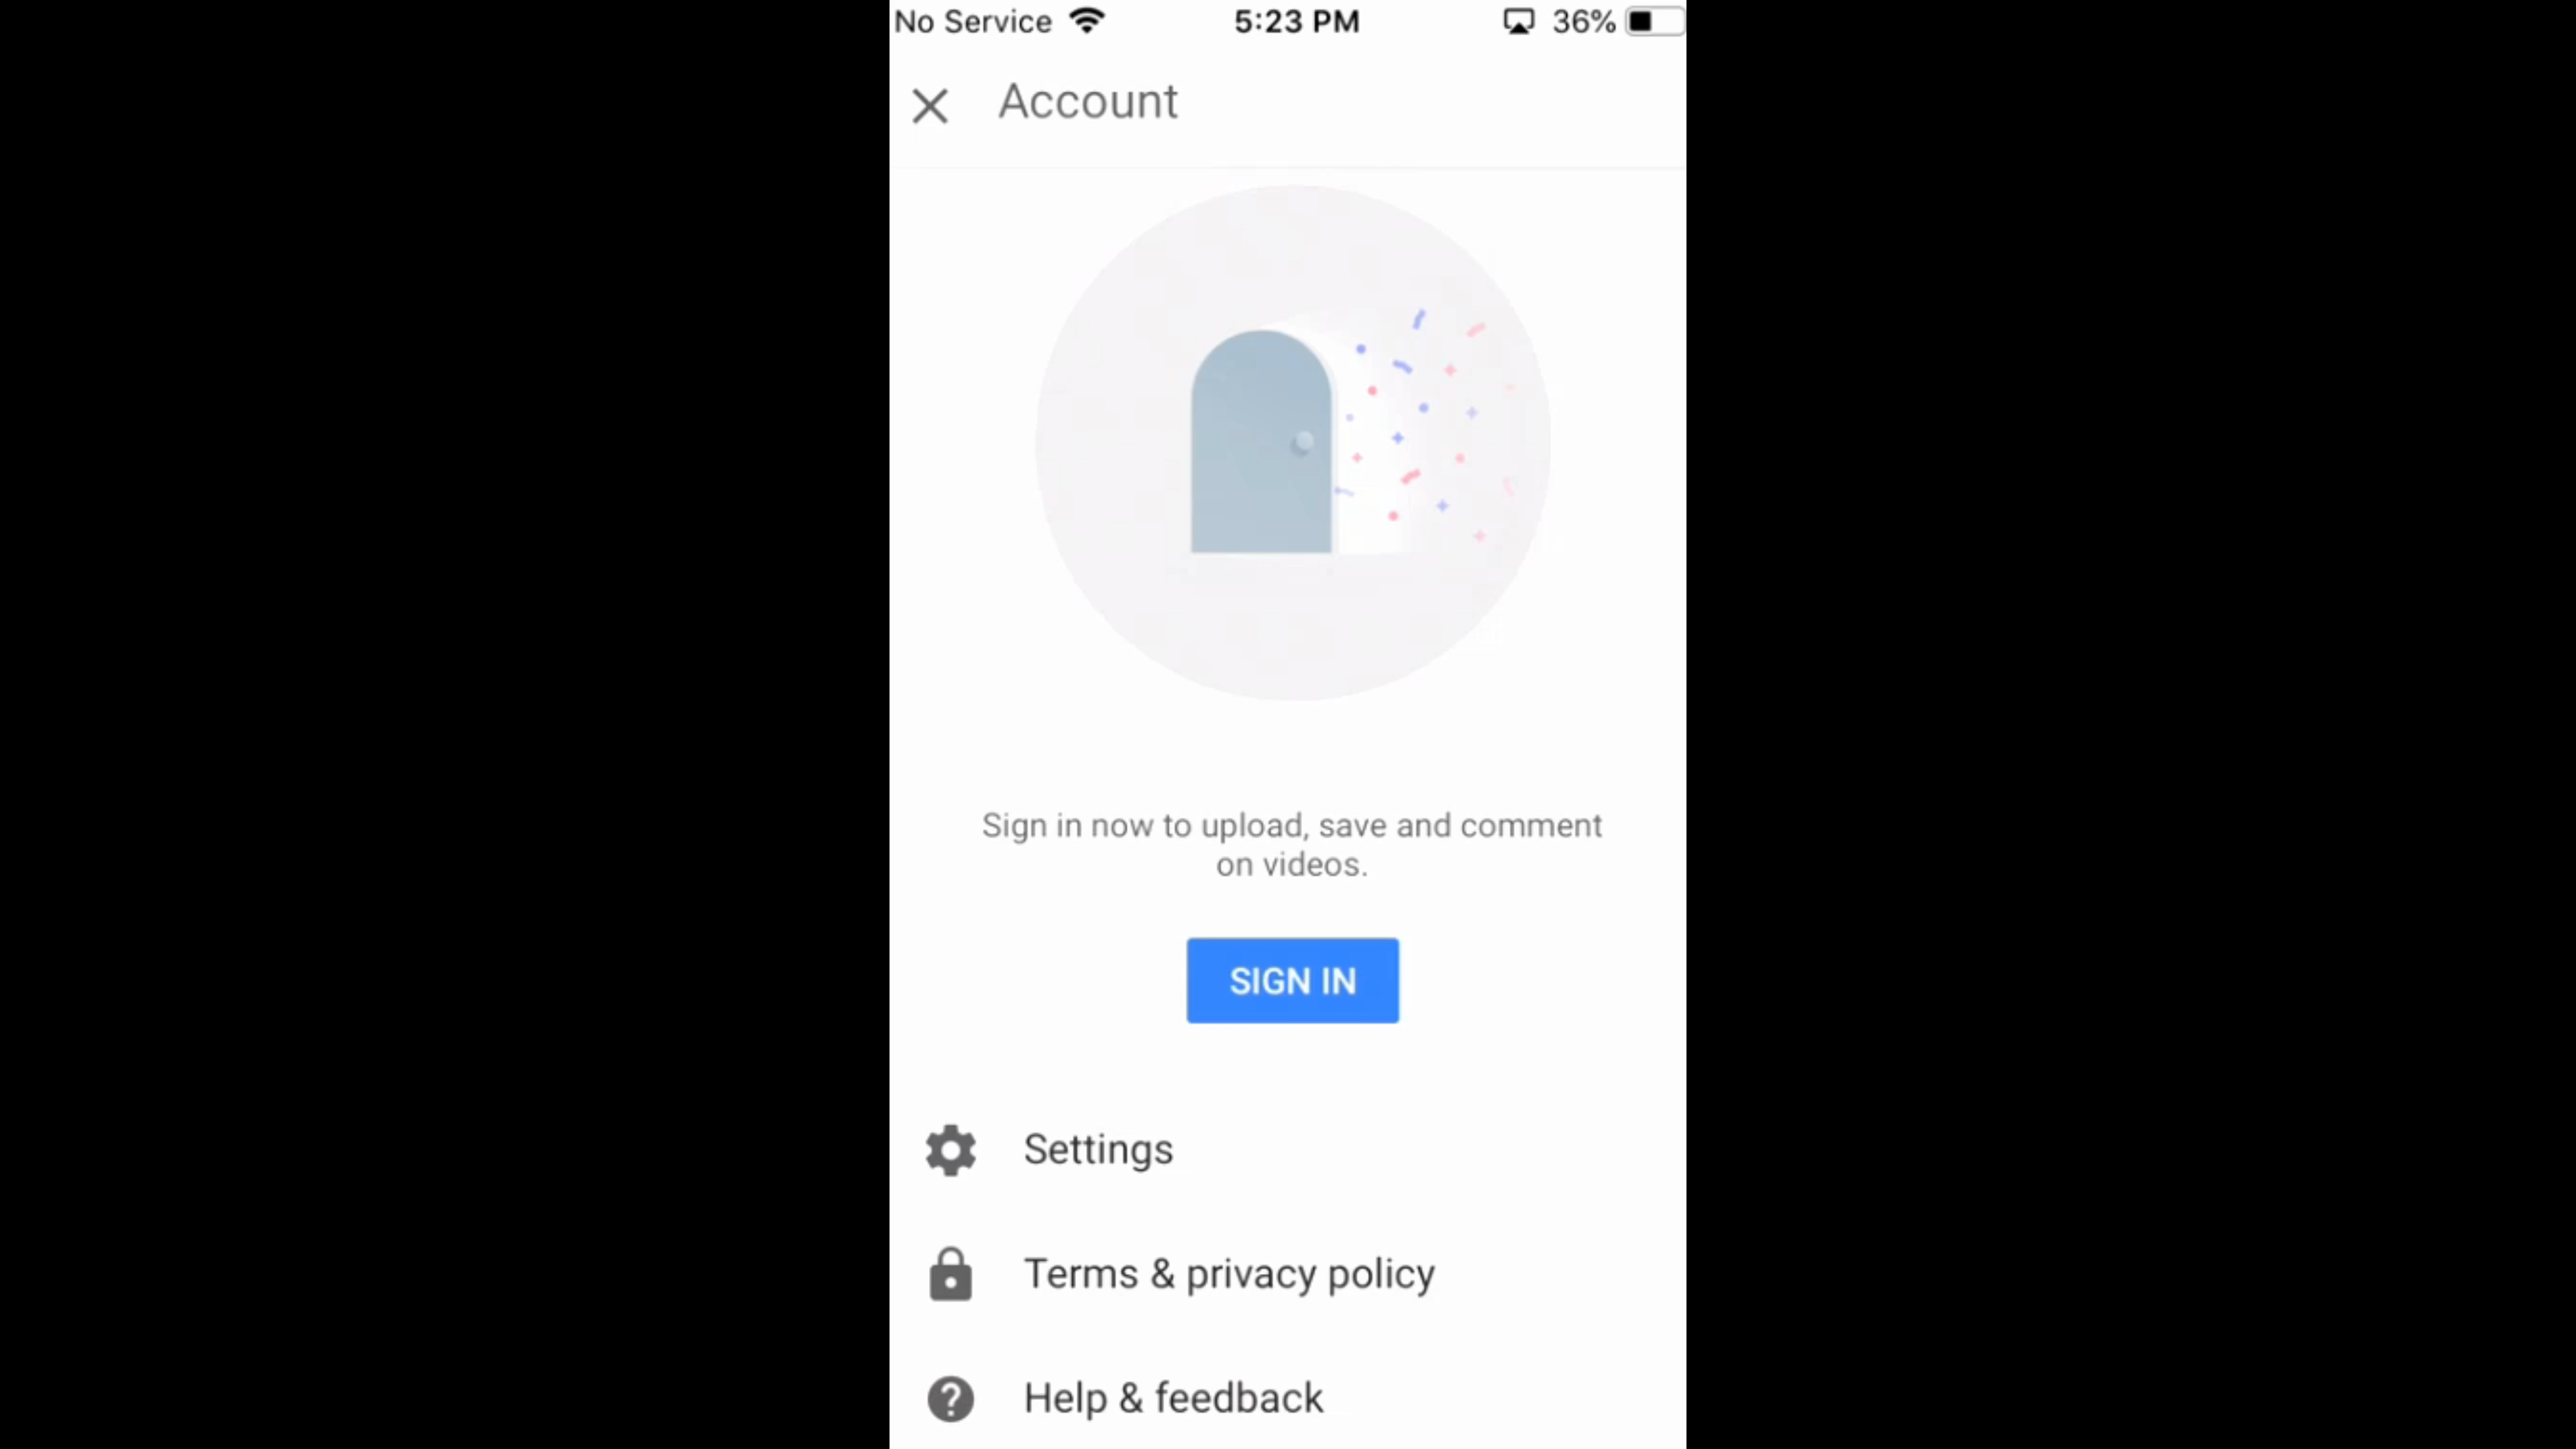 No Service 5:23 PM 36%
Account
Sign in now to upload, save and comment
on videos.
SIGN IN
Settings
Terms & privacy policy
Help & feedback